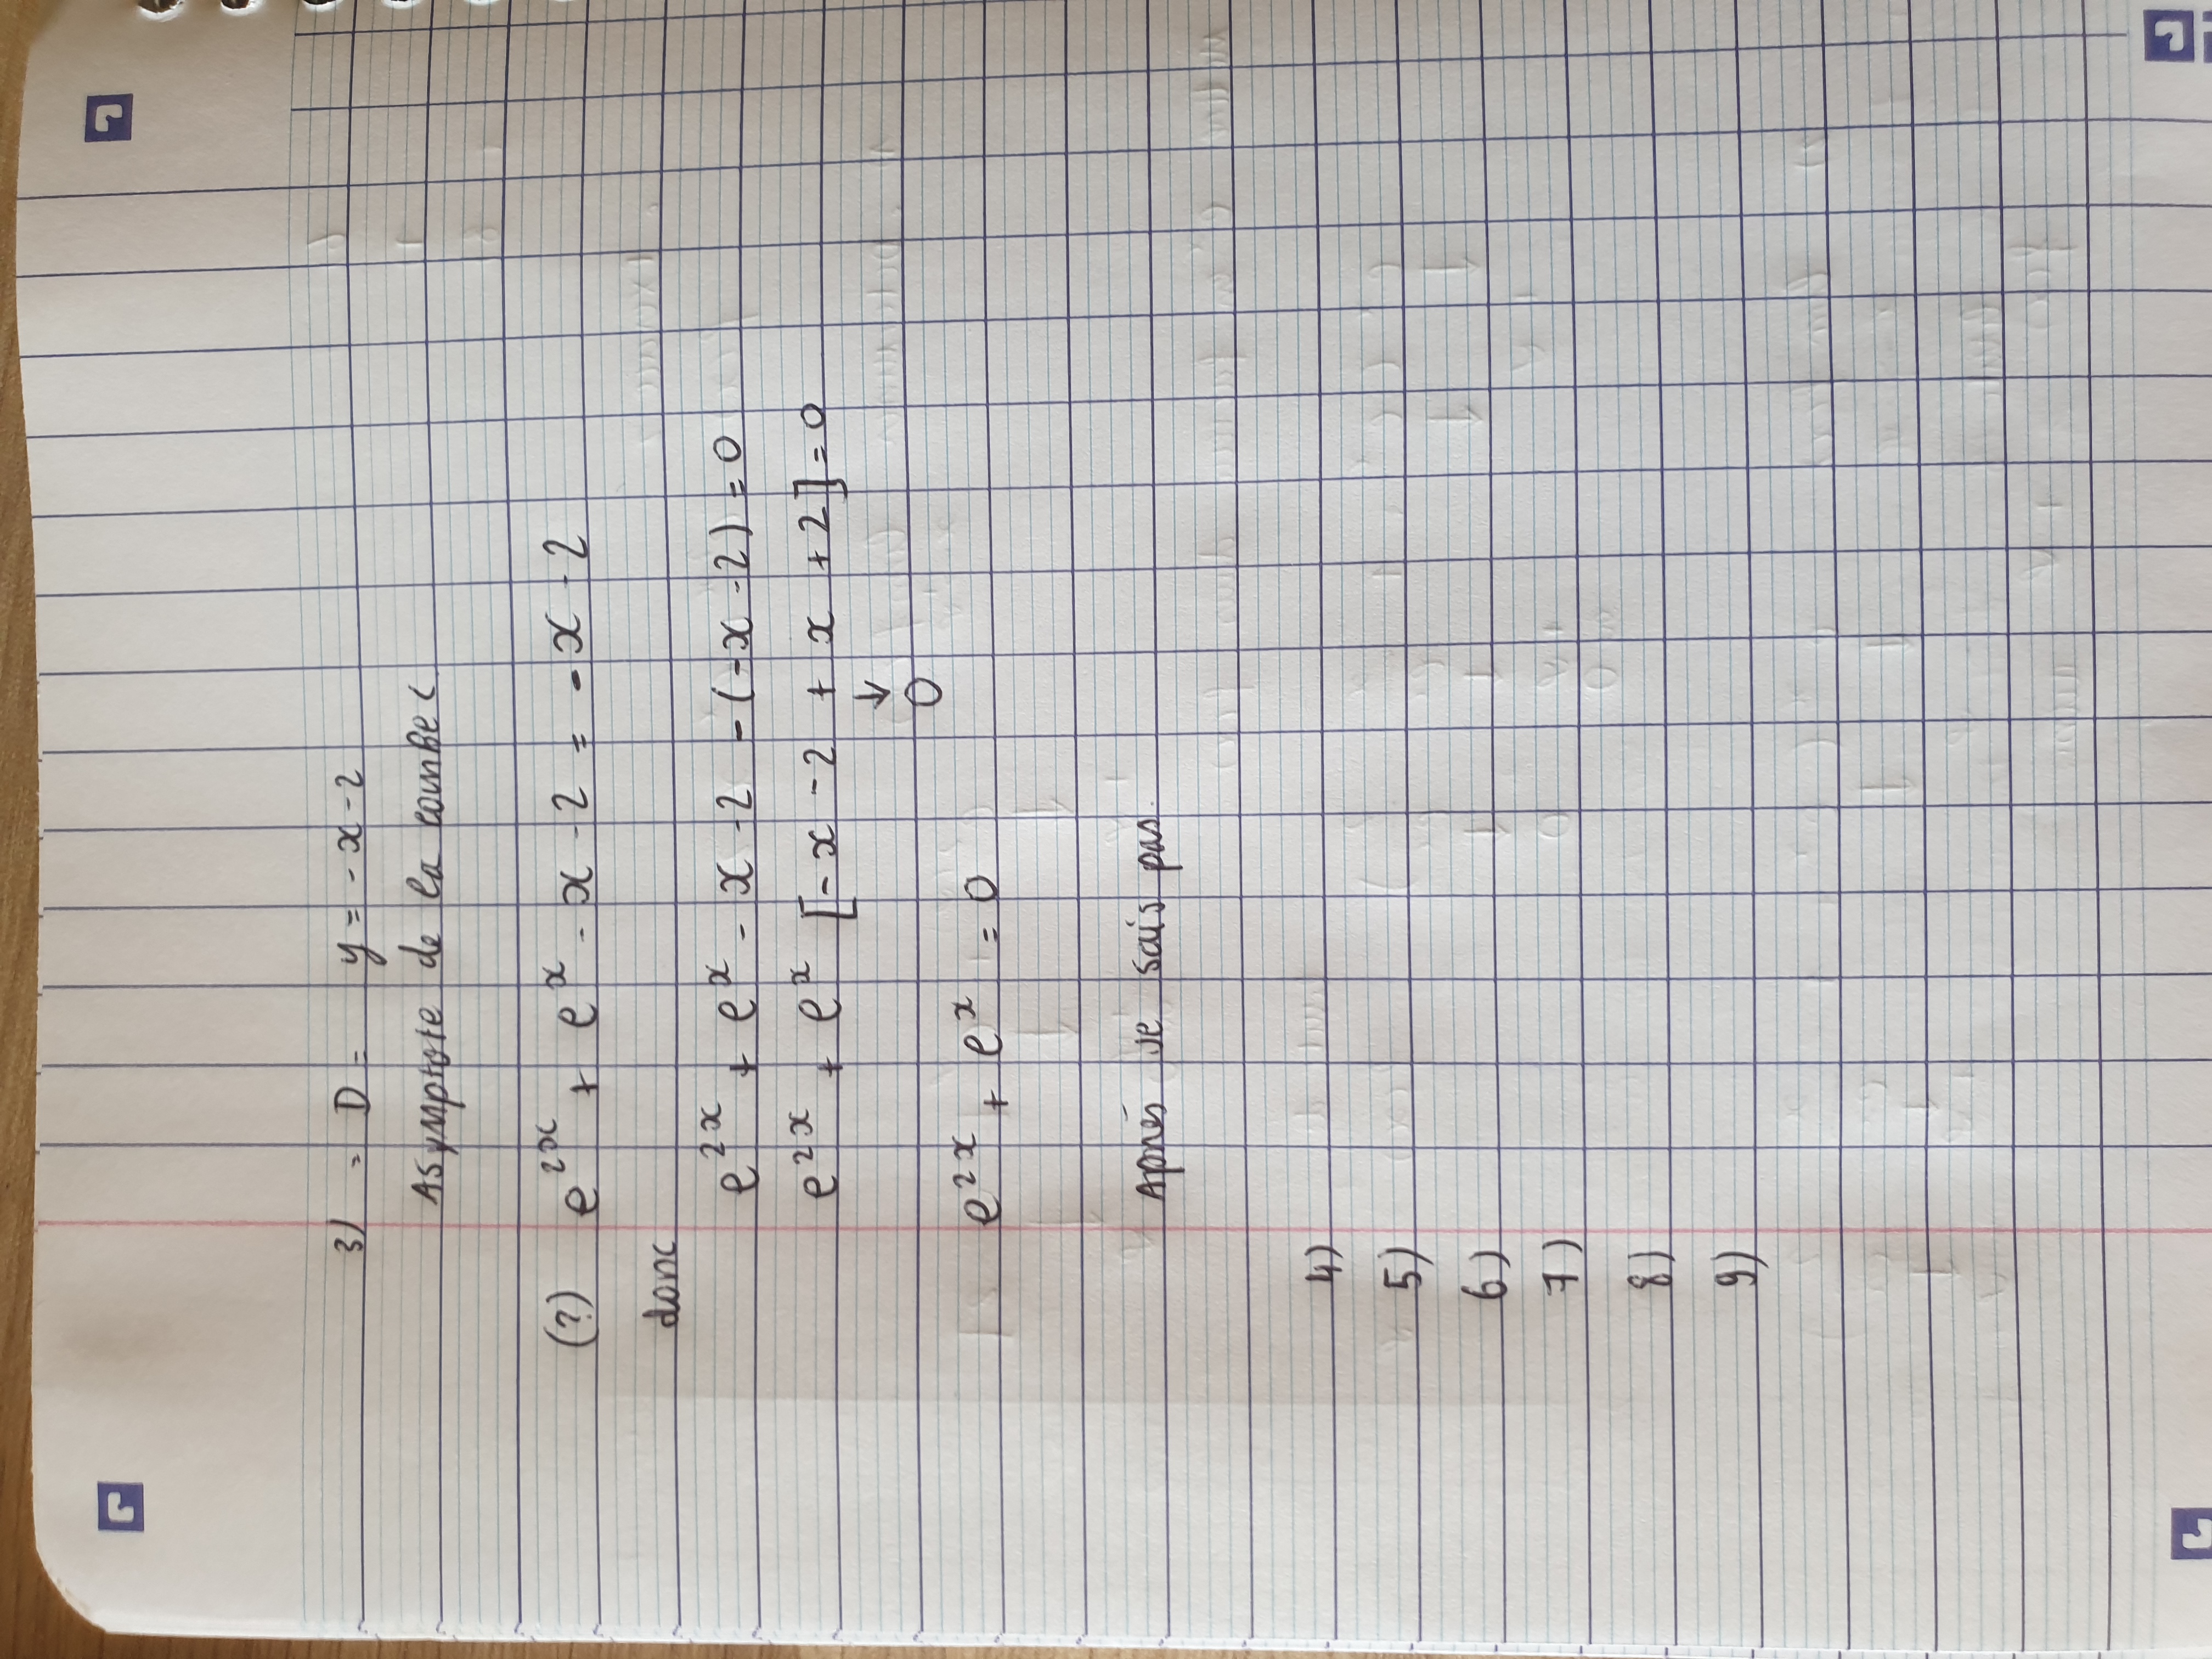 3) = D = y = -x-2
Asymptote de la courbe C
(?) e^2x + e^x - x - 2 = -x - 2
donc
e^2x + e^x - x - 2 - (-x - 2) = 0
e^2x + e^x [-x - 2 + x + 2] = 0
↓
0
e^2x + e^x = 0
Après je sais pas.
4)
5)
6)
7)
8)
9)